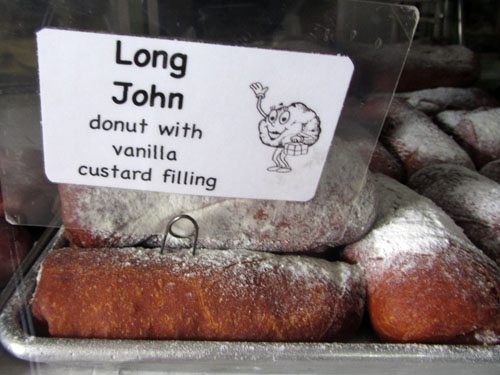 Long
John
donut with
vanilla
custard filling